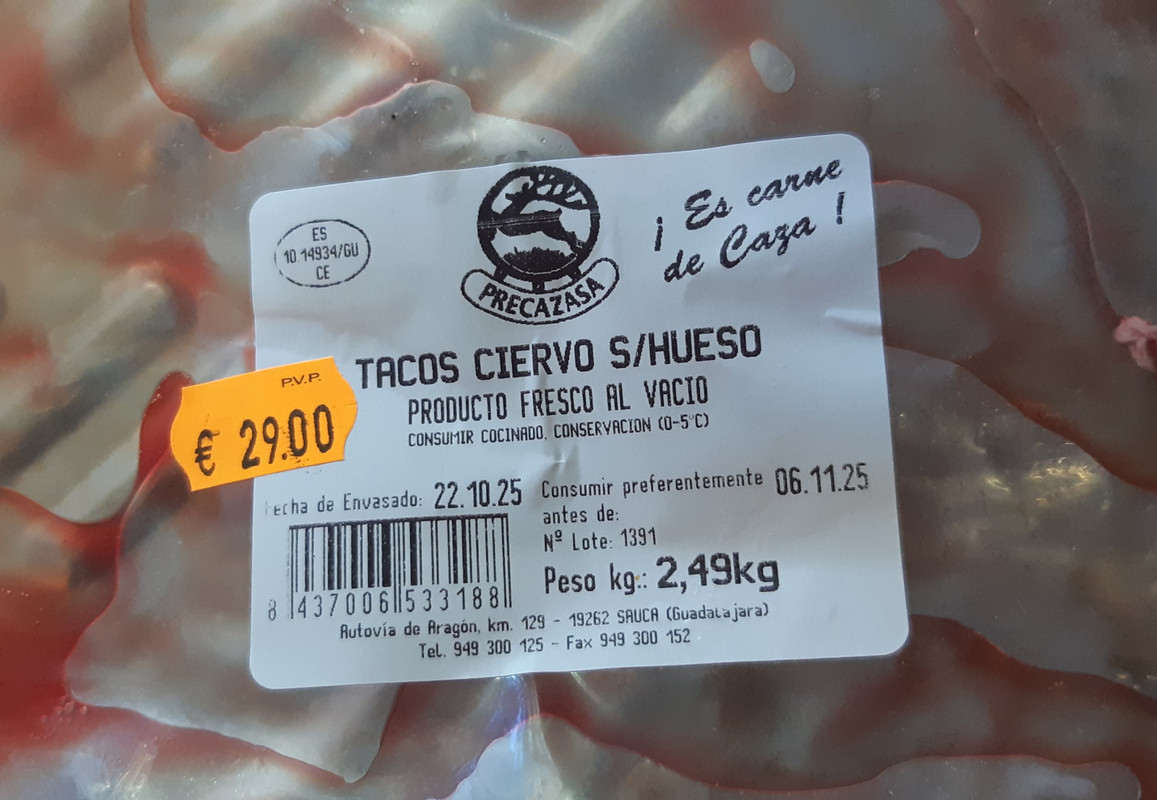 ES
10.14934/GU
CE
PRECAZASA
¡ Es carne
de Caza !
TACOS CIERVO S/HUESO
PRODUCTO FRESCO AL VACIO
CONSUMIR COCINADO. CONSERVACION (0-5ºC)
P.V.P.
€ 29.00
echa de Envasado: 22.10.25
Consumir preferentemente 06.11.25
antes de:
Nº Lote: 1391
Peso kg.: 2,49kg
8 437006 533188
Autovía de Aragón, km. 129 - 19262 SAUCA (Guadalajara)
Tel. 949 300 125 - Fax 949 300 152